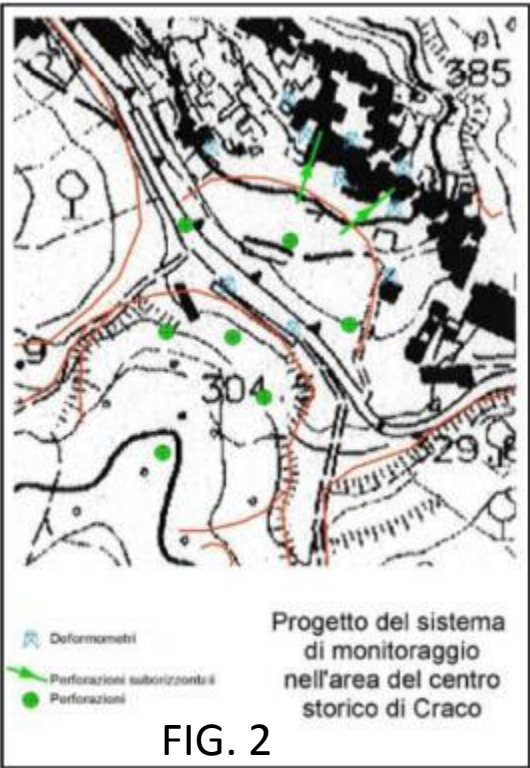 385
9
304
29.
Deformometri
Perforazioni suborizzontali
Perforazioni
Progetto del sistema
di monitoraggio
nell'area del centro
storico di Craco
FIG. 2